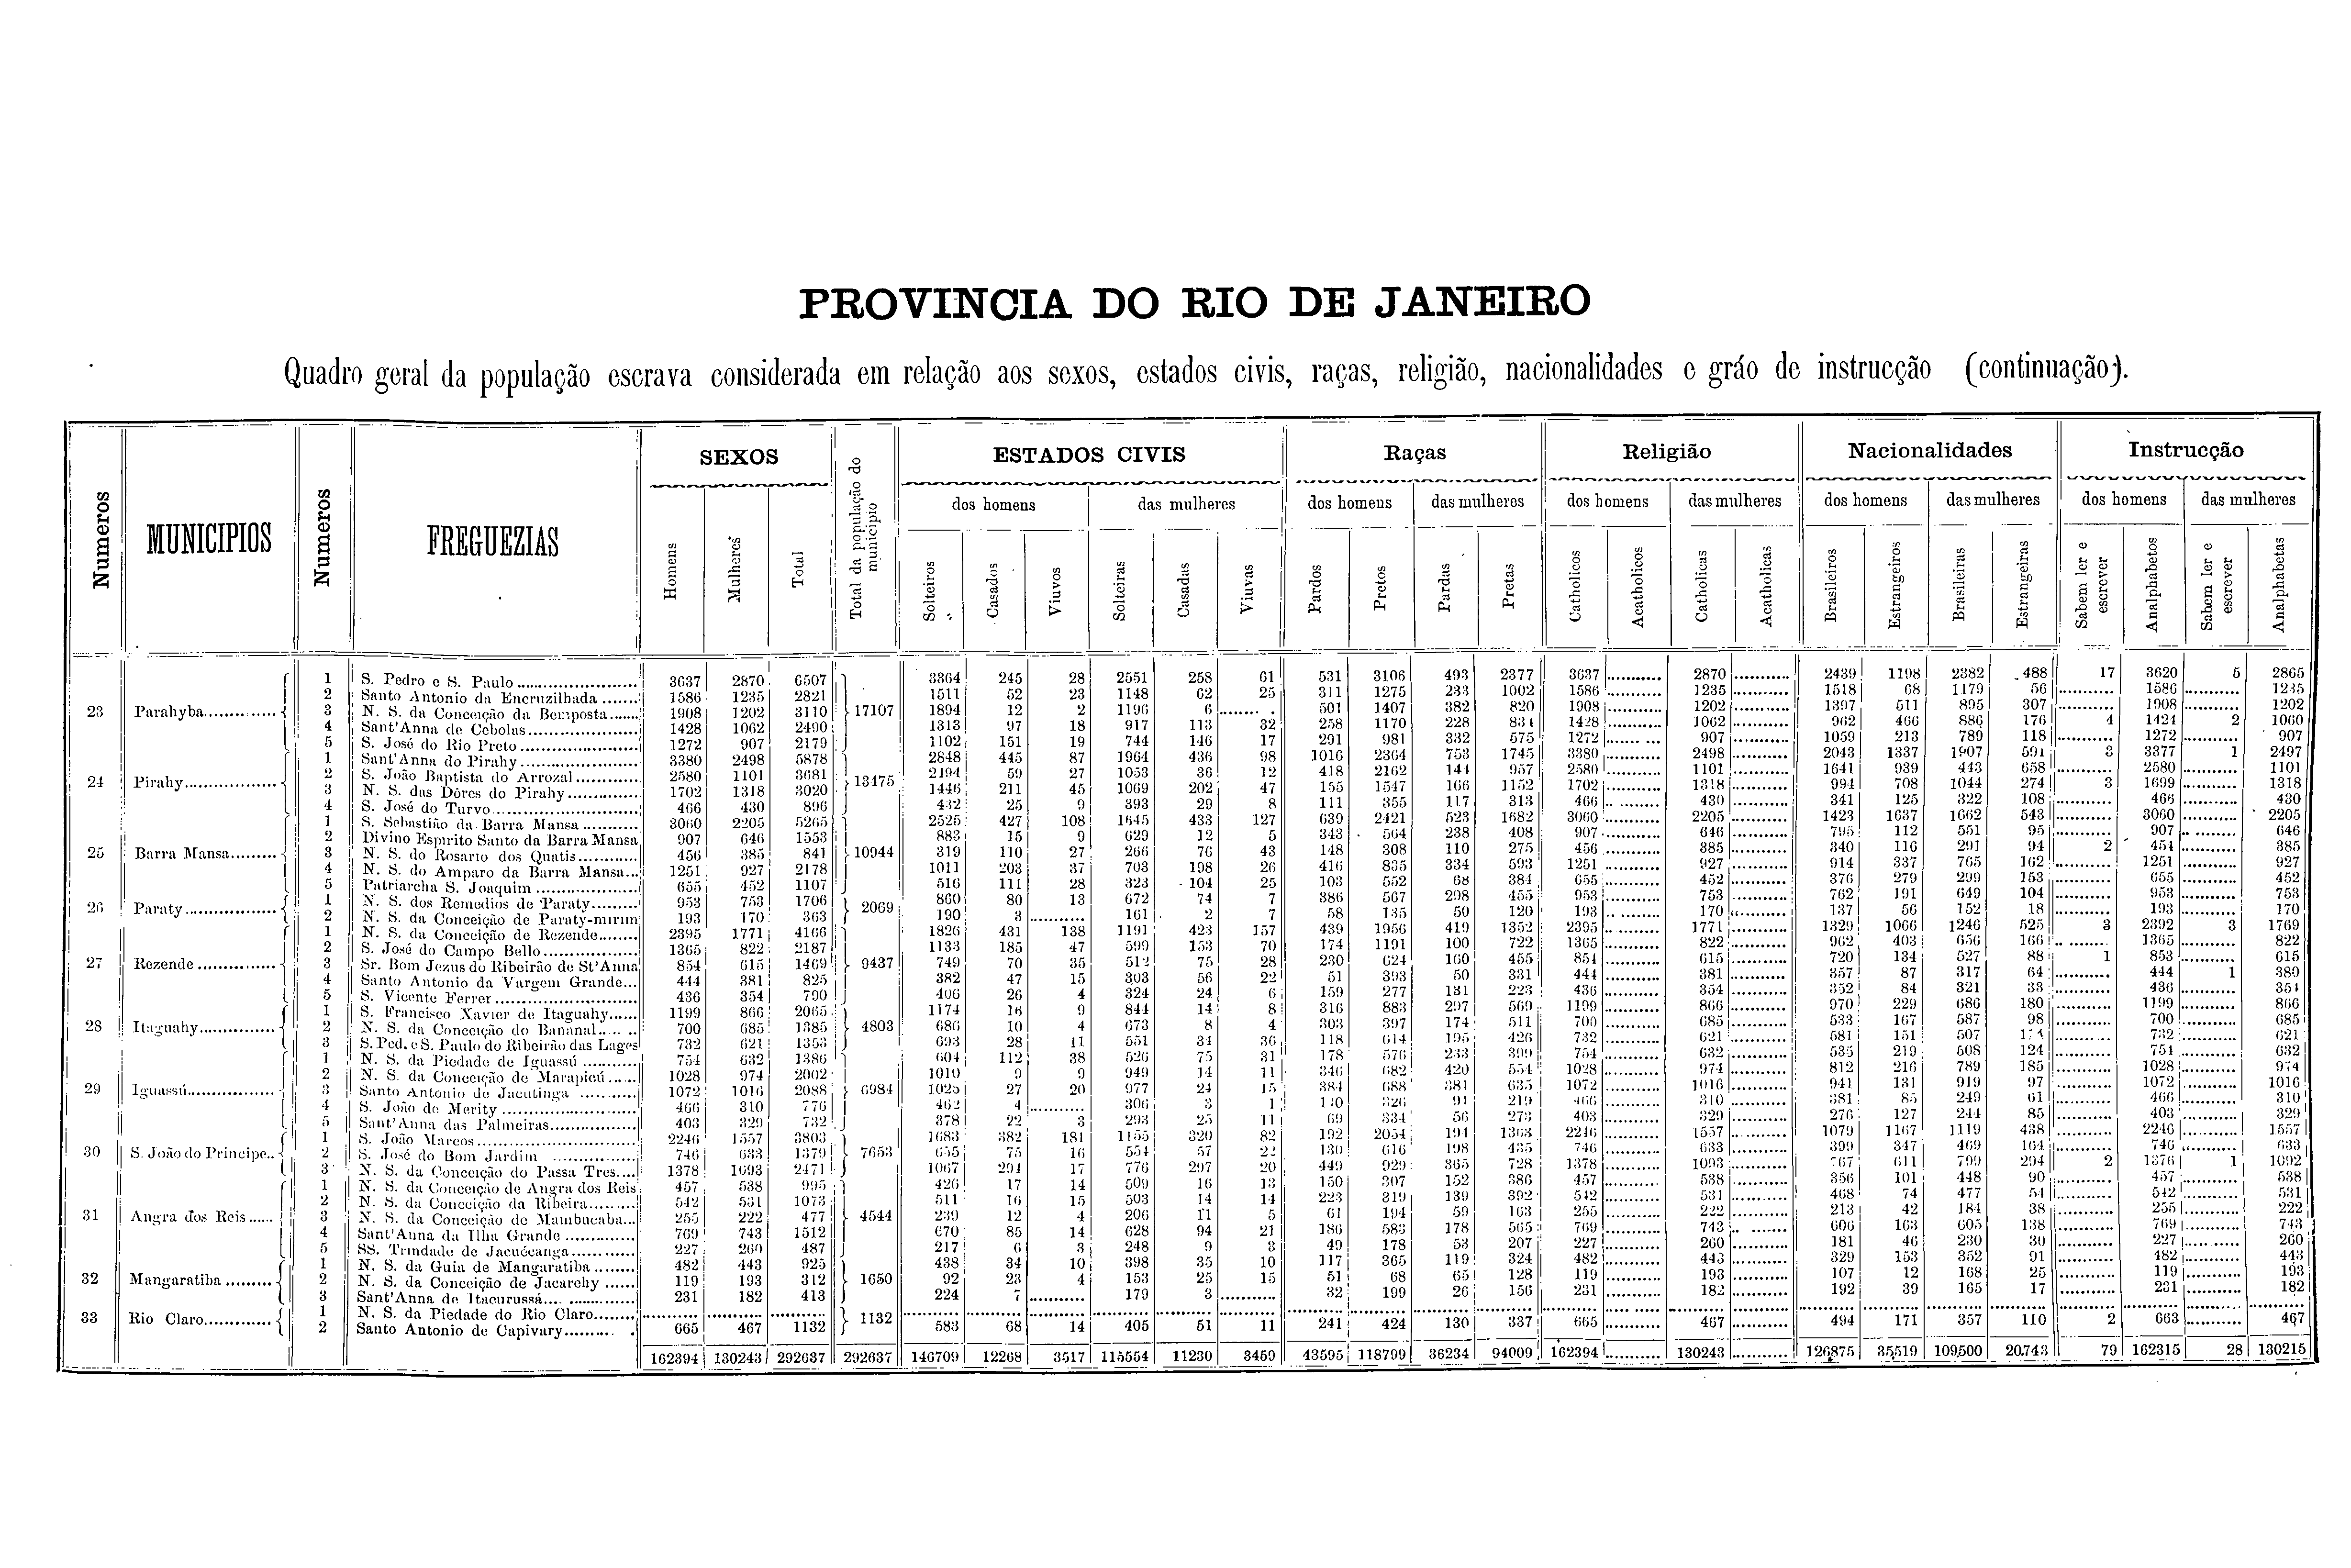 PROVINCIA DO RIO DE JANEIRO
Quadro geral da população escrava considerada em relação aos sexos, estados civis, raças, religião, nacionalidades e gráo de instrucção (continuação).
Numeros MUNICIPIOS Numeros FREGUEZIAS SEXOS Total da população do municipio ESTADOS CIVIS Raças Religião Nacionalidades Instrucção
dos homens das mulheres dos homens das mulheres dos homens das mulheres dos homens das mulheres dos homens das mulheres
Homens Mulheres Total Solteiros Casados Viuvos Solteiras Casadas Viuvas Pardos Pretos Pardas Pretas Catholicos Acatholicos Catholicas Acatholicas Brasileiros Estrangeiros Brasileiras Estrangeiras Sabem ler e escrever Analphabetos Sabem ler e escrever Analphabetas
23 Parahyba 17107
1 S. Pedro e S. Paulo 3637 2870 6507 3364 245 28 2551 258 61 531 3106 493 2377 3637 2870 2439 1198 2382 488 17 3620 5 2865
2 Santo Antonio da Encruzilhada 1586 1235 2821 1511 52 23 1148 62 25 311 1275 233 1002 1586 1235 1518 68 1179 56 1586 1235
3 N. S. da Conceição da Bemposta 1908 1202 3110 1894 12 2 1196 6 501 1407 382 820 1908 1202 1397 511 895 307 1908 1202
4 Sant'Anna de Cebolas 1428 1062 2490 1313 97 18 917 113 32 258 1170 228 834 1428 1062 962 466 886 176 4 1424 2 1060
5 S. José do Rio Preto 1272 907 2179 1102 151 19 744 146 17 291 981 332 575 1272 907 1059 213 789 118 1272 907
24 Pirahy 13475
1 Sant'Anna do Pirahy 3380 2498 5878 2848 445 87 1964 436 98 1016 2364 753 1745 3380 2498 2043 1337 1907 591 3 3377 1 2497
2 S. João Baptista do Arrozal 2580 1101 3681 2494 59 27 1053 36 12 418 2162 144 957 2580 1101 1641 939 443 658 2580 1101
3 N. S. das Dôres do Pirahy 1702 1318 3020 1446 211 45 1069 202 47 155 1547 166 1152 1702 1318 994 708 1044 274 3 1699 1318
4 S. José do Turvo 466 430 896 432 25 9 393 29 8 111 355 117 313 466 430 341 125 322 108 466 430
25 Barra Mansa 10944
1 S. Sebastião da Barra Mansa 3060 2205 5265 2525 427 108 1645 433 127 639 2421 523 1682 3060 2205 1423 1637 1662 543 3060 2205
2 Divino Espirito Santo da Barra Mansa 907 646 1553 883 15 9 629 12 5 343 564 238 408 907 646 795 112 551 95 907 646
3 N. S. do Rosario dos Quatis 456 385 841 319 110 27 266 76 43 148 308 110 275 456 385 340 116 291 94 2 454 385
4 N. S. do Amparo da Barra Mansa 1251 927 2178 1011 203 37 703 198 26 416 835 334 593 1251 927 914 337 765 162 1251 927
5 Patriarcha S. Joaquim 655 452 1107 516 111 28 323 104 25 103 552 68 384 655 452 376 279 299 153 655 452
26 Paraty 2069
1 N. S. dos Remedios de Paraty 953 753 1706 860 80 13 672 74 7 386 567 298 455 953 753 762 191 649 104 953 753
2 N. S. da Conceição de Paraty-mirim 193 170 363 190 3 161 2 7 58 135 50 120 193 170 137 56 152 18 193 170
27 Rezende 9437
1 N. S. da Conceição de Rezende 2395 1771 4166 1826 431 138 1191 423 157 439 1956 419 1352 2395 1771 1329 1066 1246 525 3 2392 3 1769
2 S. José do Campo Bello 1365 822 2187 1133 185 47 599 153 70 174 1191 100 722 1365 822 962 403 656 166 1365 822
3 Sr. Bom Jezus do Ribeirão de St'Anna 854 615 1469 749 70 35 512 75 28 230 624 160 455 854 615 720 134 527 88 1 853 615
4 Santo Antonio da Vargem Grande 444 381 825 382 47 15 303 56 22 51 393 50 331 444 381 357 87 317 64 444 1 380
5 S. Vicente Ferrer 436 354 790 406 26 4 324 24 6 159 277 131 223 436 354 352 84 321 33 436 354
28 Itaguahy 4803
1 S. Francisco Xavier de Itaguahy 1199 866 2065 1174 16 9 844 14 8 316 883 297 569 1199 866 970 229 686 180 1199 866
2 N. S. da Conceição do Bananal 700 685 1385 686 10 4 673 8 4 303 397 174 511 700 685 533 167 587 98 700 685
3 S. Ped. e S. Paulo do Ribeirão das Lages 732 621 1353 693 28 11 551 34 36 118 614 195 426 732 621 581 151 507 732 621
29 Iguassú 6984
1 N. S. da Piedade de Iguassú 754 632 1386 604 112 38 526 75 31 178 576 233 399 754 632 535 219 508 124 754 632
2 N. S. da Conceição de Marapicú 1028 974 2002 1010 9 9 949 14 11 346 682 420 554 1028 974 812 216 789 185 1028 974
3 Santo Antonio de Jacutinga 1072 1016 2088 1025 27 20 977 24 15 384 688 381 635 1072 1016 941 131 919 97 1072 1016
4 S. João de Merity 466 310 776 462 4 306 3 1 140 326 91 219 466 310 381 85 249 61 466 310
5 Sant'Anna das Palmeiras 403 329 732 378 22 3 293 25 11 69 334 56 273 403 329 276 127 244 85 403 329
30 S. João do Principe 7653
1 S. João Marcos 2246 1557 3803 1683 382 181 1155 320 82 192 2054 194 1363 2246 1557 1079 1167 1119 438 2246 1557
2 S. José do Bom Jardim 746 633 1379 655 75 16 554 57 22 130 616 198 435 746 633 399 347 469 164 746 633
3 N. S. da Conceição do Passa Tres 1378 1093 2471 1067 294 17 776 297 20 449 929 365 728 1378 1093 767 611 799 294 2 1376 1 1092
31 Angra dos Reis 4544
1 N. S. da Conceição de Angra dos Reis 457 538 995 426 17 14 509 16 13 150 307 152 386 457 538 356 101 448 90 457 538
2 N. S. da Conceição da Ribeira 542 531 1073 511 16 15 503 14 14 223 319 139 392 542 531 468 74 477 54 542 531
3 N. S. da Conceição de Mambucaba 255 222 477 239 12 4 206 11 5 61 194 59 163 255 222 213 42 184 38 255 222
4 Sant'Anna da Ilha Grande 769 743 1512 670 85 14 628 94 21 186 583 178 565 769 743 606 163 605 138 769 743
5 SS. Trindade de Jacuécanga 227 260 487 217 6 3 248 9 3 49 178 53 207 227 260 181 46 230 30 227 260
32 Mangaratiba 1650
1 N. S. da Guia de Mangaratiba 482 443 925 438 34 10 398 35 10 117 365 119 324 482 443 329 153 352 91 482 443
2 N. S. da Conceição de Jacarehy 119 193 312 92 23 4 153 25 15 51 68 65 128 119 193 107 12 168 25 119 193
3 Sant'Anna de Itacurussá 231 182 413 224 7 179 3 32 199 26 156 231 182 192 39 165 17 231 182
33 Rio Claro 1132
1 N. S. da Piedade do Rio Claro
2 Santo Antonio de Capivary 665 467 1132 583 68 14 405 51 11 241 424 130 337 665 467 494 171 357 110 2 663 467
162394 130243 292637 292637 146709 12268 3517 115554 11230 3459 43595 118799 36234 94009 162394 130243 126875 35519 109500 20743 79 162315 28 130215